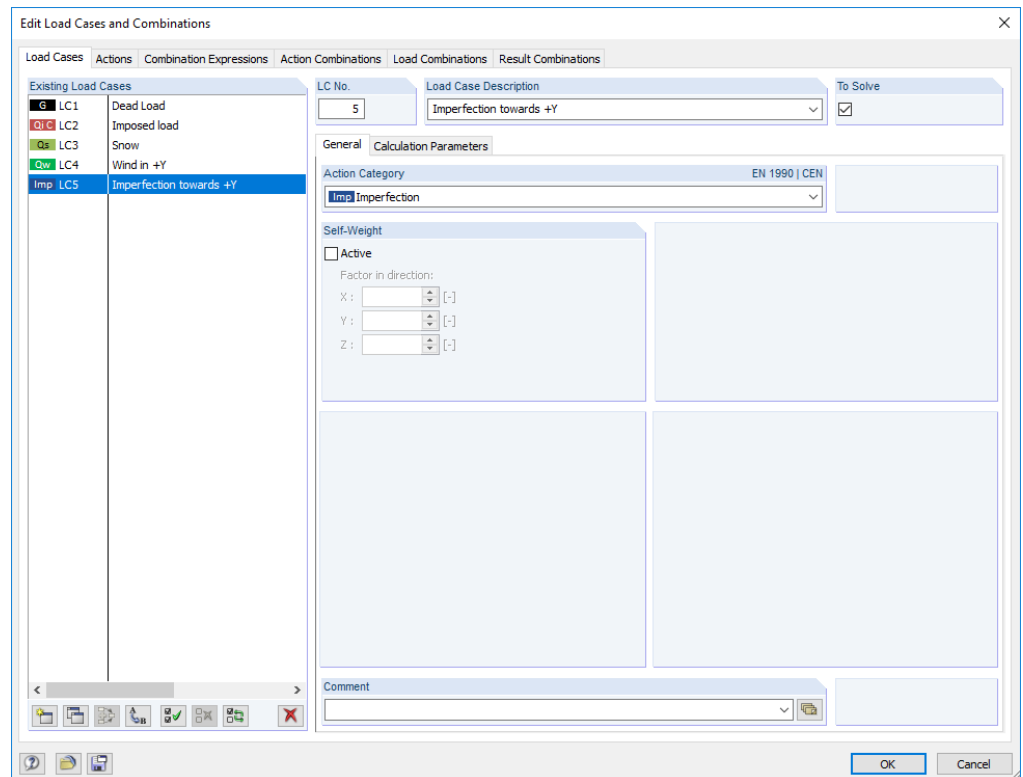 Edit Load Cases and Combinations
Load Cases Actions Combination Expressions Action Combinations Load Combinations Result Combinations
Existing Load Cases
G LC1 Dead Load
Qi C LC2 Imposed load
Qs LC3 Snow
Qw LC4 Wind in +Y
Imp LC5 Imperfection towards +Y
LC No.
5
Load Case Description
Imperfection towards +Y
To Solve
General Calculation Parameters
Action Category EN 1990 | CEN
Imp Imperfection
Self-Weight
Active
Factor in direction:
X : [-]
Y : [-]
Z : [-]
Comment
OK Cancel